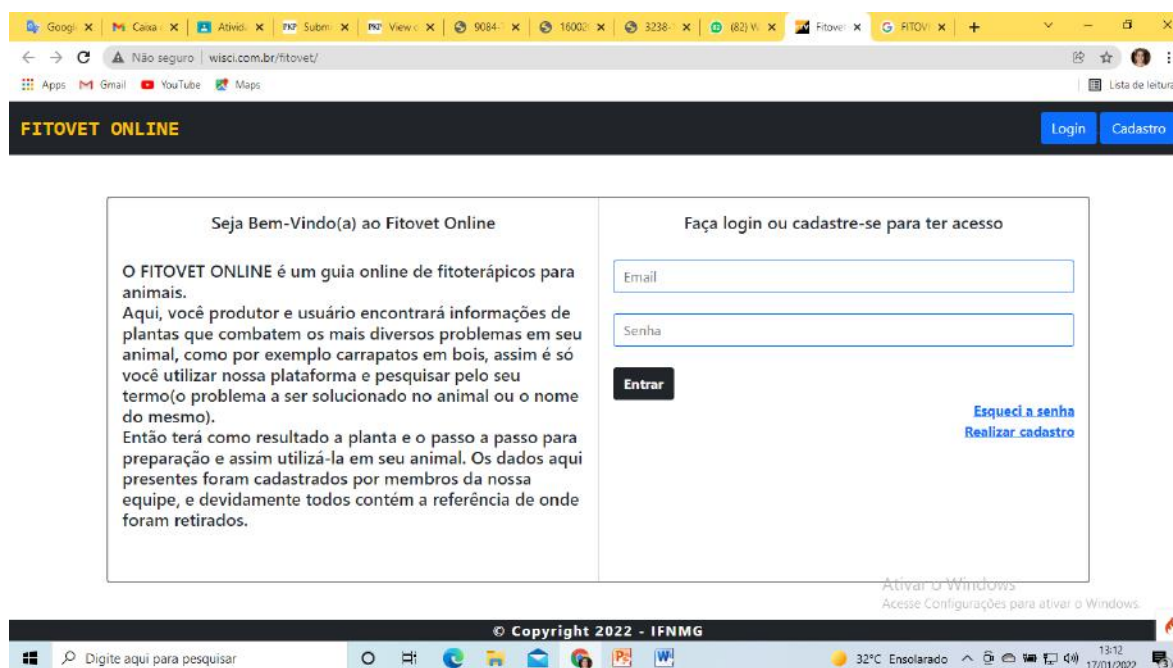 Googl
Caixa
Ativid.
Subm
View c
9084-
16002
3238-
(82) W
Fitovet
FITOV
Não seguro | wisci.com.br/fitovet/
Apps Gmail YouTube Maps
Lista de leitura
FITOVET ONLINE
Login Cadastro
Seja Bem-Vindo(a) ao Fitovet Online
O FITOVET ONLINE é um guia online de fitoterápicos para
animais.
Aqui, você produtor e usuário encontrará informações de
plantas que combatem os mais diversos problemas em seu
animal, como por exemplo carrapatos em bois, assim é só
você utilizar nossa plataforma e pesquisar pelo seu
termo(o problema a ser solucionado no animal ou o nome
do mesmo).
Então terá como resultado a planta e o passo a passo para
preparação e assim utilizá-la em seu animal. Os dados aqui
presentes foram cadastrados por membros da nossa
equipe, e devidamente todos contém a referência de onde
foram retirados.
Faça login ou cadastre-se para ter acesso
Email
Senha
Entrar
Esqueci a senha
Realizar cadastro
Ativar o Windows
Acesse Configurações para ativar o Windows.
© Copyright 2022 - IFNMG
Digite aqui para pesquisar
32°C Ensolarado
13:12
17/01/2022